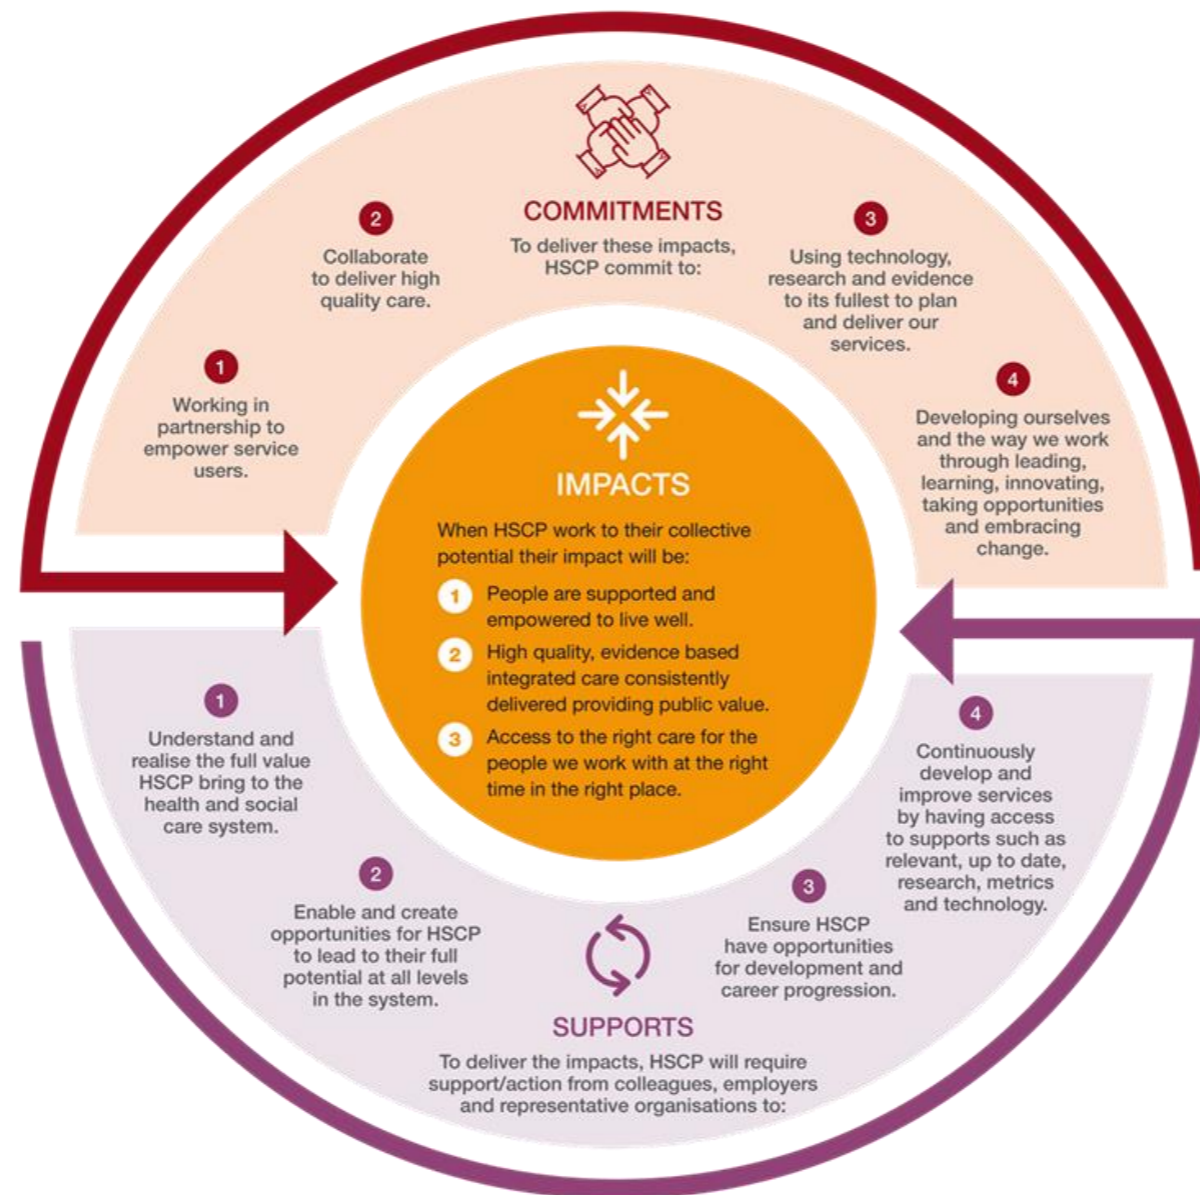 COMMITMENTS
To deliver these impacts,
HSCP commit to:
1
Working in
partnership to
empower service
users.
2
Collaborate
to deliver high
quality care.
3
Using technology,
research and evidence
to its fullest to plan
and deliver our
services.
4
Developing ourselves
and the way we work
through leading,
learning, innovating,
taking opportunities
and embracing
change.
IMPACTS
When HSCP work to their collective
potential their impact will be:
1 People are supported and
empowered to live well.
2 High quality, evidence based
integrated care consistently
delivered providing public value.
3 Access to the right care for the
people we work with at the right
time in the right place.
1
Understand and
realise the full value
HSCP bring to the
health and social
care system.
2
Enable and create
opportunities for HSCP
to lead to their full
potential at all levels
in the system.
3
Ensure HSCP
have opportunities
for development and
career progression.
4
Continuously
develop and
improve services
by having access
to supports such as
relevant, up to date,
research, metrics
and technology.
SUPPORTS
To deliver the impacts, HSCP will require
support/action from colleagues, employers
and representative organisations to: